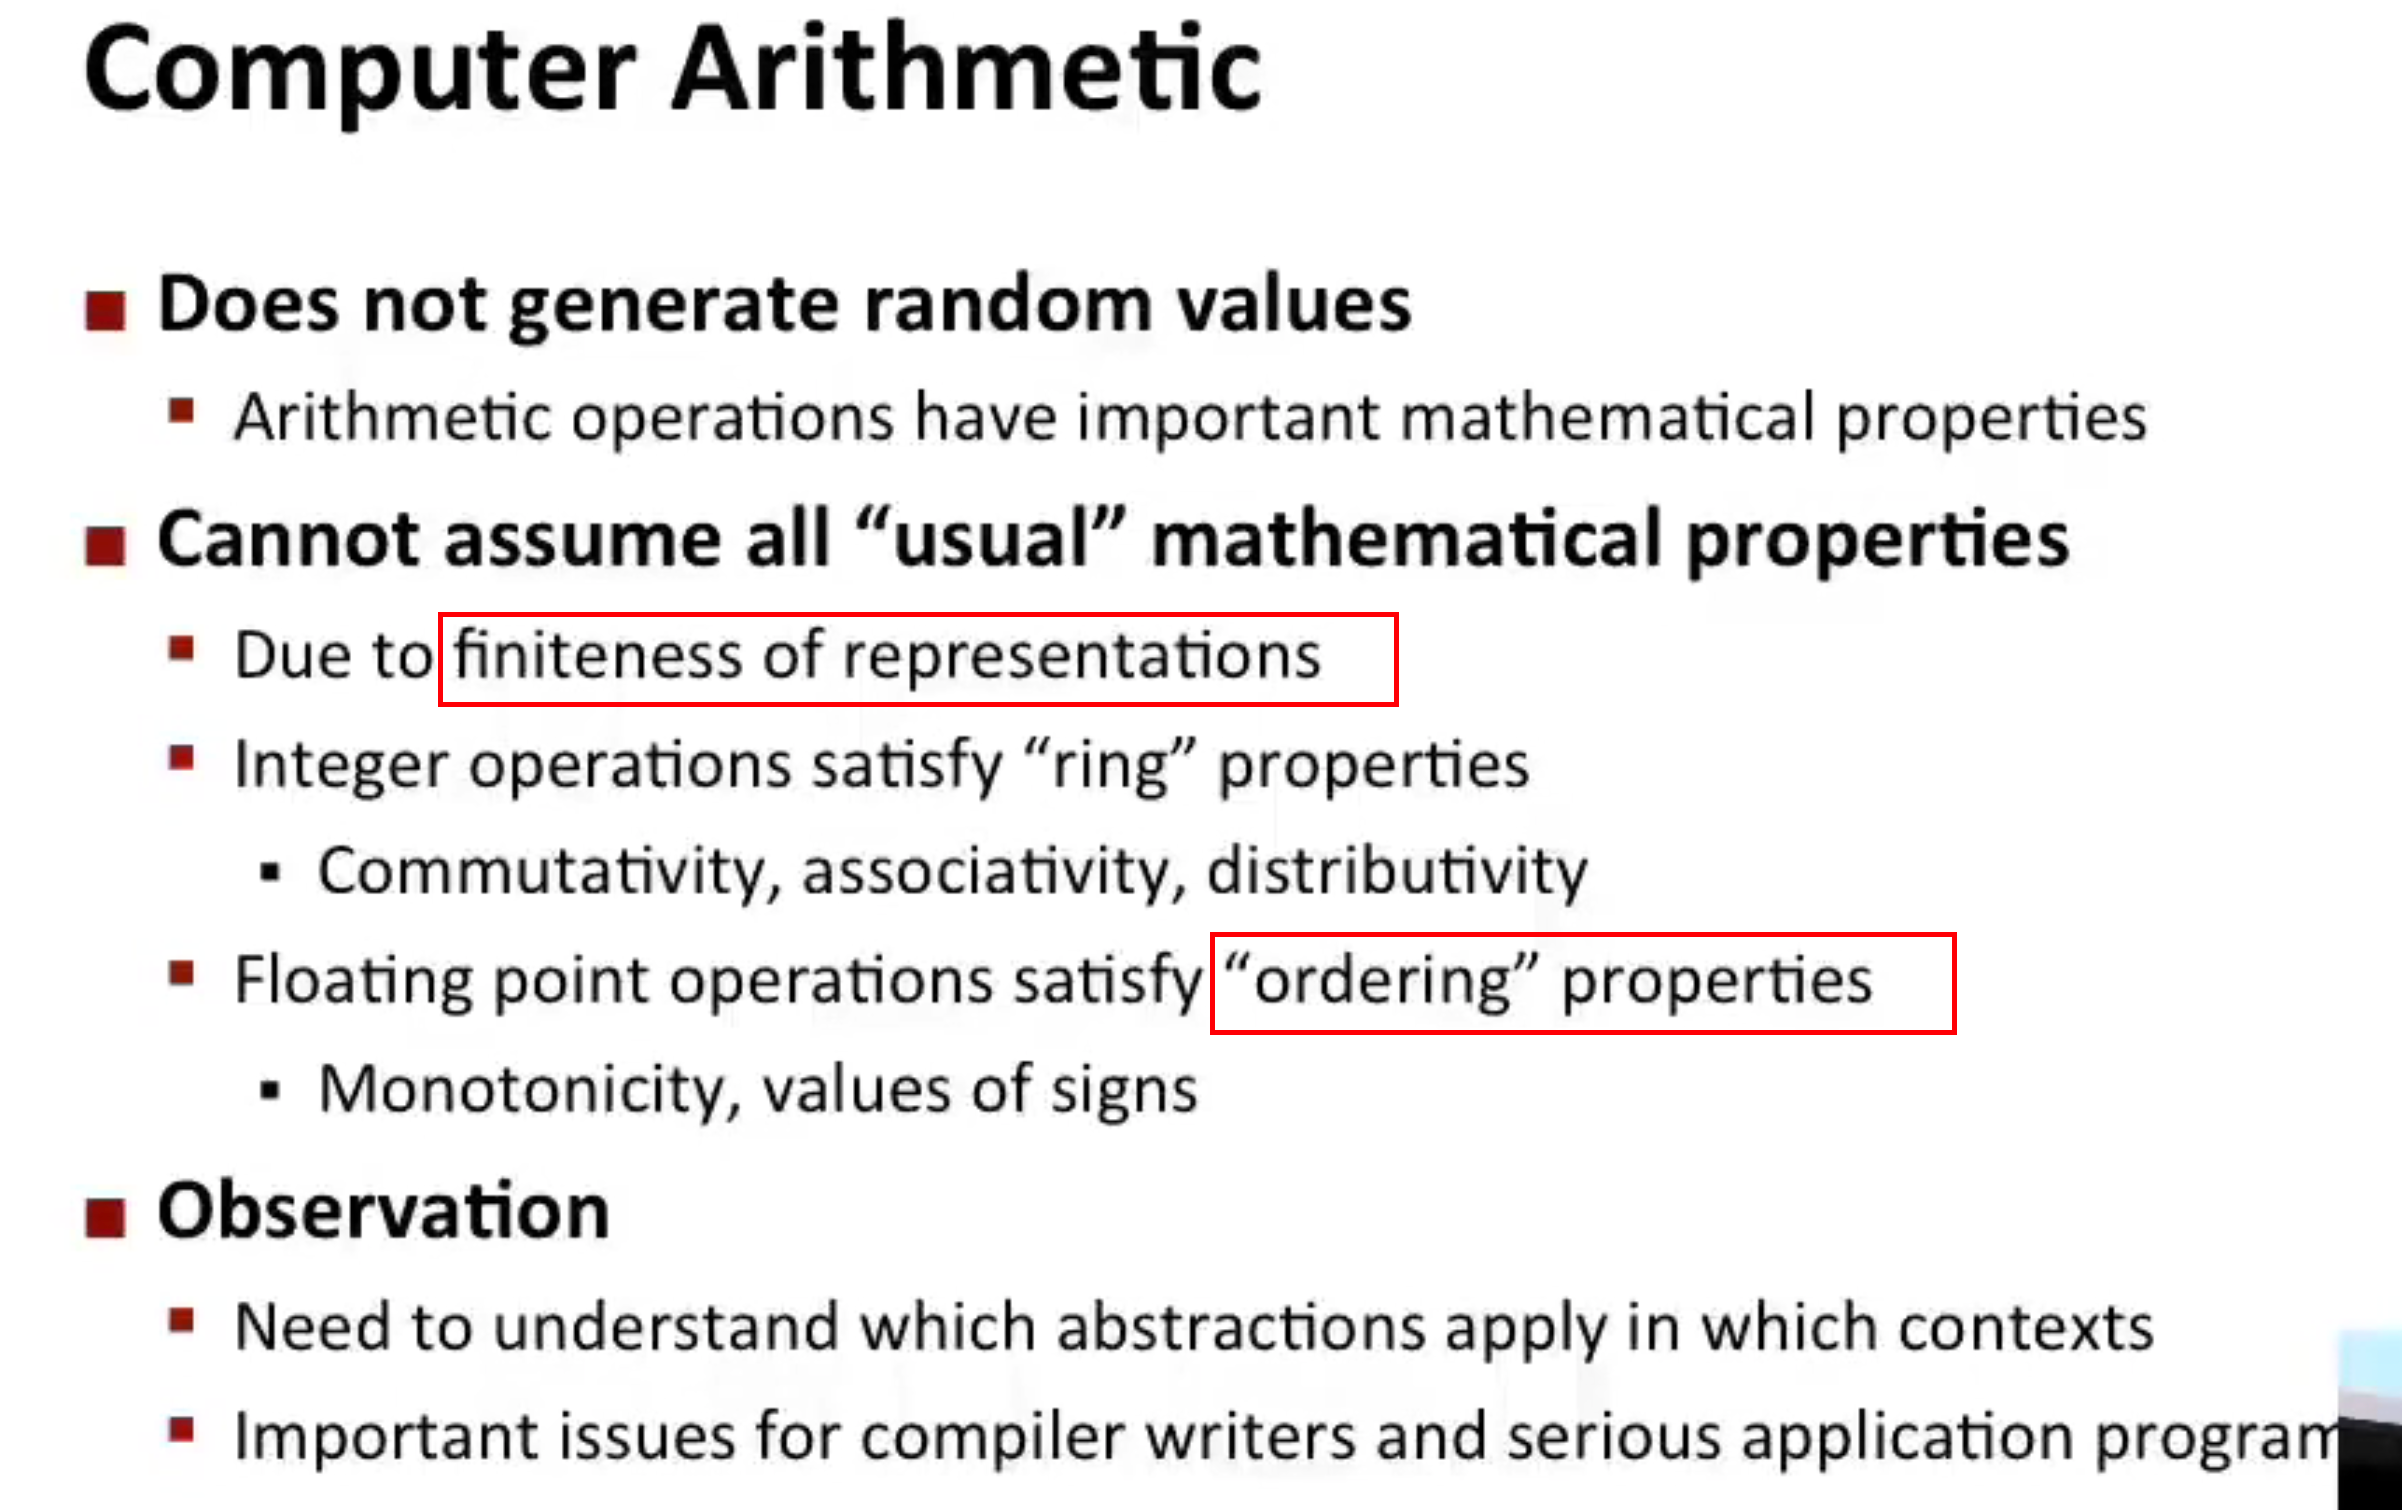 Computer Arithmetic
Does not generate random values
Arithmetic operations have important mathematical properties
Cannot assume all “usual” mathematical properties
Due to finiteness of representations
Integer operations satisfy “ring” properties
Commutativity, associativity, distributivity
Floating point operations satisfy “ordering” properties
Monotonicity, values of signs
Observation
Need to understand which abstractions apply in which contexts
Important issues for compiler writers and serious application program